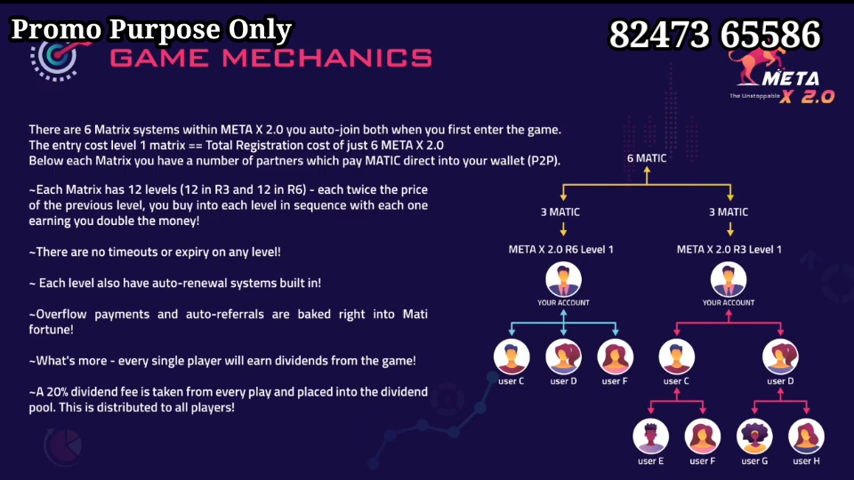 Promo Purpose Only
82473 65586
GAME MECHANICS
META
The Unstoppable X 2.0
There are 6 Matrix systems within META X 2.0 you auto-join both when you first enter the game.
The entry cost level 1 matrix == Total Registration cost of just 6 META X 2.0
Below each Matrix you have a number of partners which pay MATIC direct into your wallet (P2P).
~Each Matrix has 12 levels (12 in R3 and 12 in R6) - each twice the price
of the previous level, you buy into each level in sequence with each one
earning you double the money!
~There are no timeouts or expiry on any level!
~ Each level also have auto-renewal systems built in!
~Overflow payments and auto-referrals are baked right into Mati
fortune!
~What's more - every single player will earn dividends from the game!
~A 20% dividend fee is taken from every play and placed into the dividend
pool. This is distributed to all players!
6 MATIC
3 MATIC
3 MATIC
META X 2.0 R6 Level 1
META X 2.0 R3 Level 1
YOUR ACCOUNT
YOUR ACCOUNT
user C
user D
user F
user C
user D
user E
user F
user G
user H